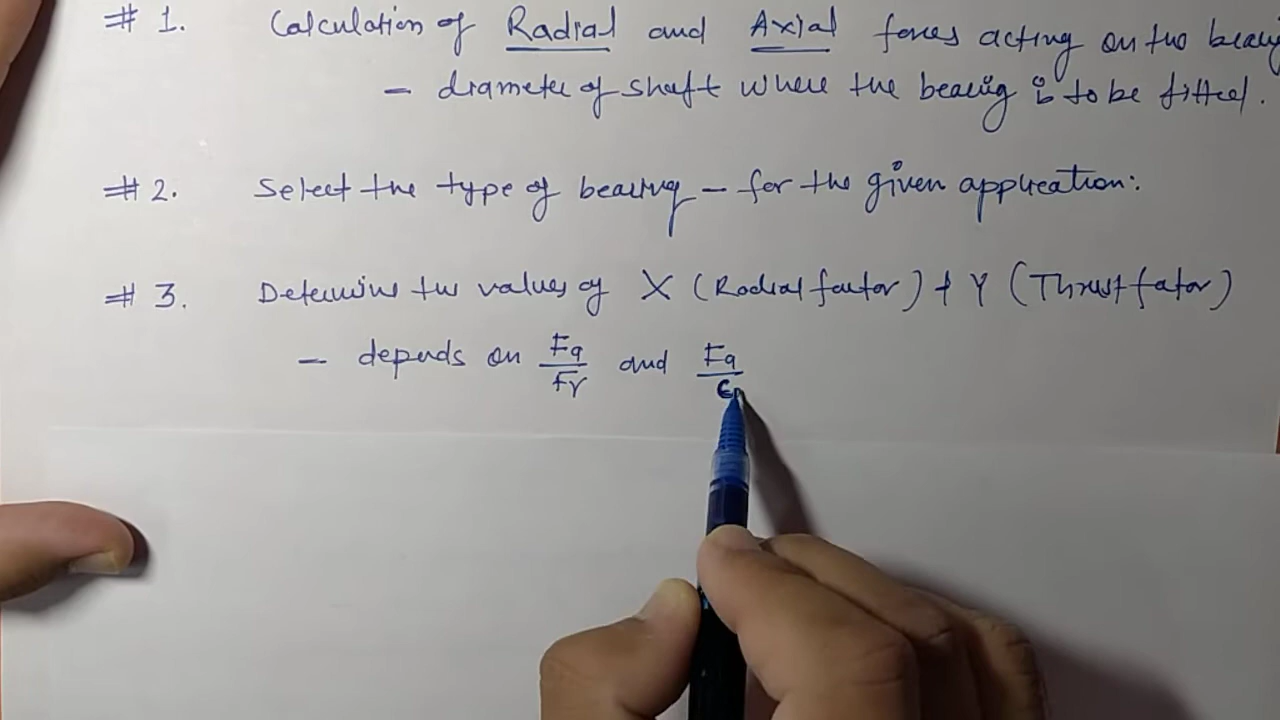 # 1. Calculation of Radial and Axial forces acting on the
- diameter of shaft where the bearing is to be fitted.
# 2. Select the type of bearing - for the given application:
# 3. Determine the values of X (Radial factor) & Y (Thrust fator)
- depends on Fa/Fr and Fa/